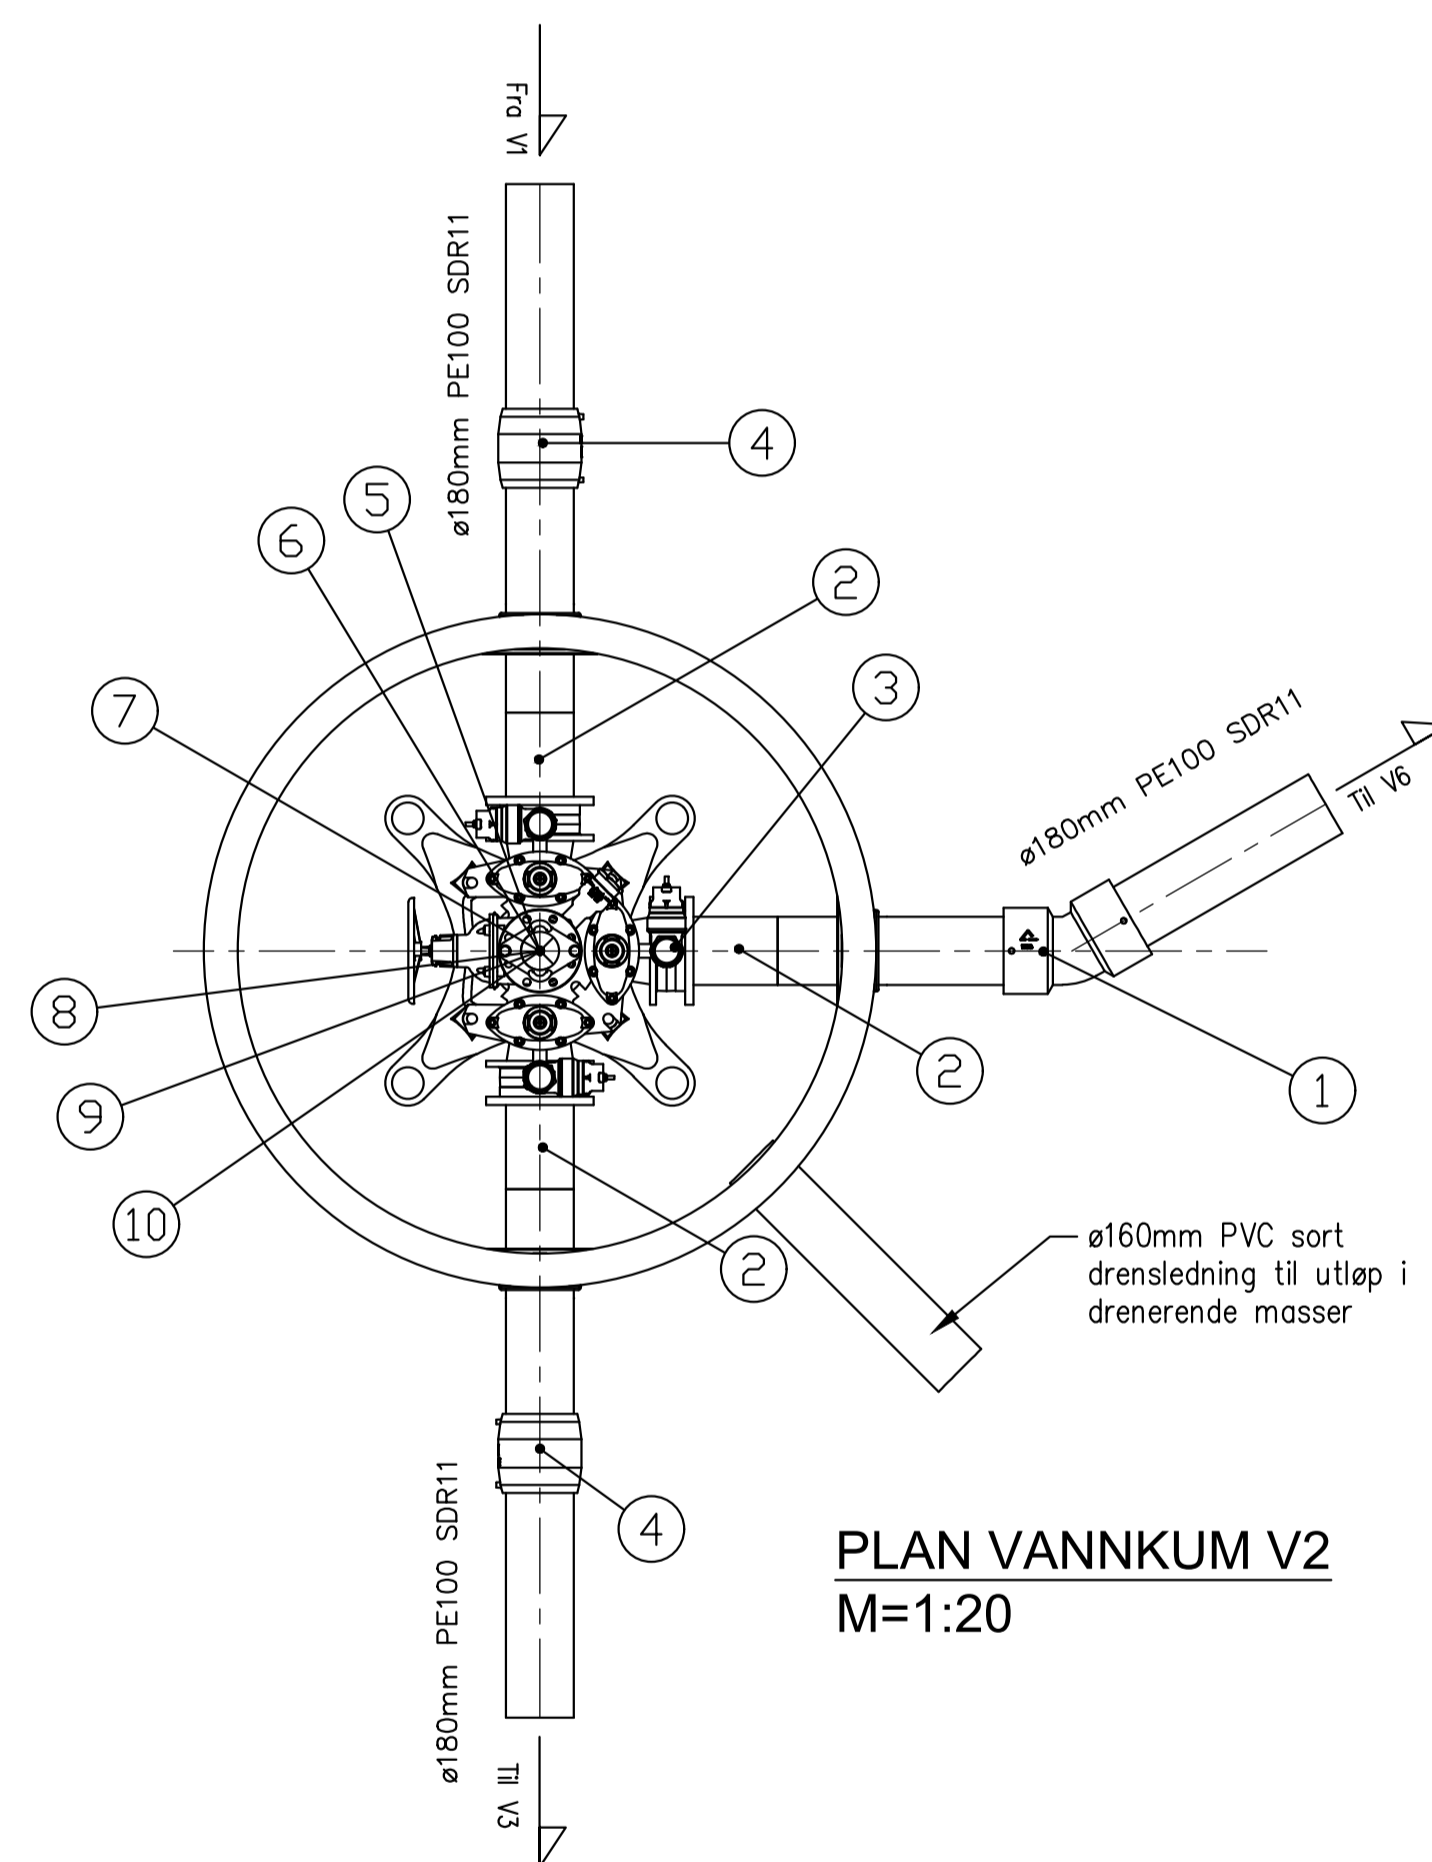 Fra V1
ø180mm PE100 SDR11
4
5
6
2
3
7
ø180mm PE100 SDR11
Til V6
8
2
1
9
10
2
ø160mm PVC sort
drensledning til utløp i
drenerende masser
4
ø180mm PE100 SDR11
PLAN VANNKUM V2
M=1:20
Til V3